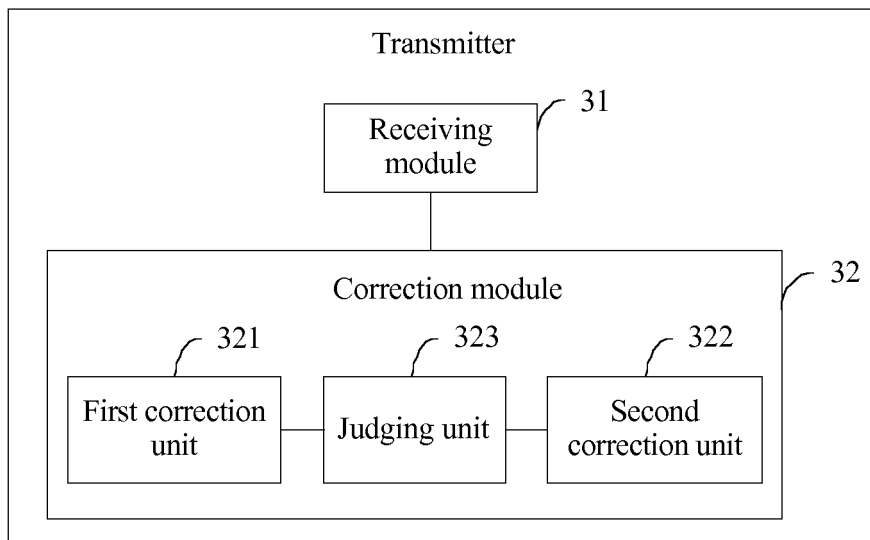 Transmitter
31
Receiving
module
32
Correction module
321
323
322
First correction
unit
Judging unit
Second
correction unit